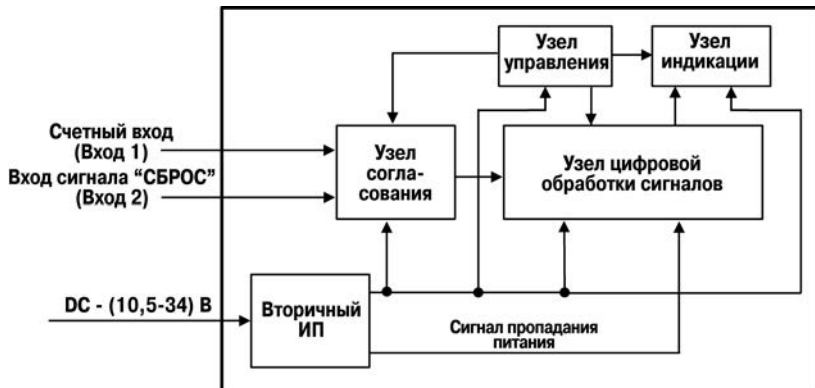 Узел
управления
Узел
индикации
Счетный вход
(Вход 1)
Вход сигнала “СБРОС”
(Вход 2)
Узел
согла-
сования
Узел цифровой
обработки сигналов
DC - (10,5-34) В
Вторичный
ИП
Сигнал пропадания
питания